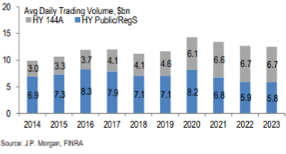 Avg Daily Trading Volume, $bn
HY 144A
HY Public/RegS
20
15
10
5
0
3.0 3.3 3.7 4.1 4.1 4.6 6.1 6.6 6.7 6.7
6.9 7.3 8.3 7.9 7.1 7.1 8.2 6.8 5.9 5.8
2014 2015 2016 2017 2018 2019 2020 2021 2022 2023
Source: J.P. Morgan, FINRA